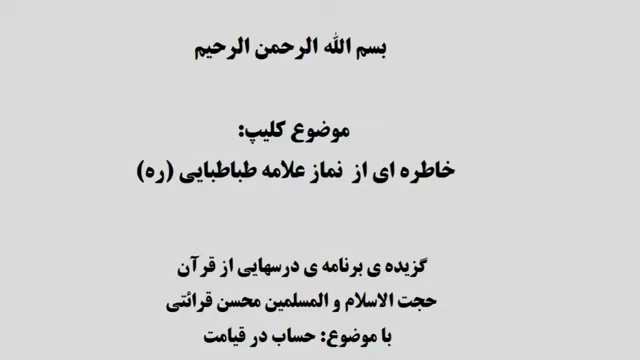 بسم الله الرحمن الرحیم
موضوع کلیپ:
خاطره ای از نماز علامه طباطبایی (ره)
گزیده ی برنامه ی درسهایی از قرآن
حجت الاسلام و المسلمین محسن قرائتی
با موضوع: حساب در قیامت